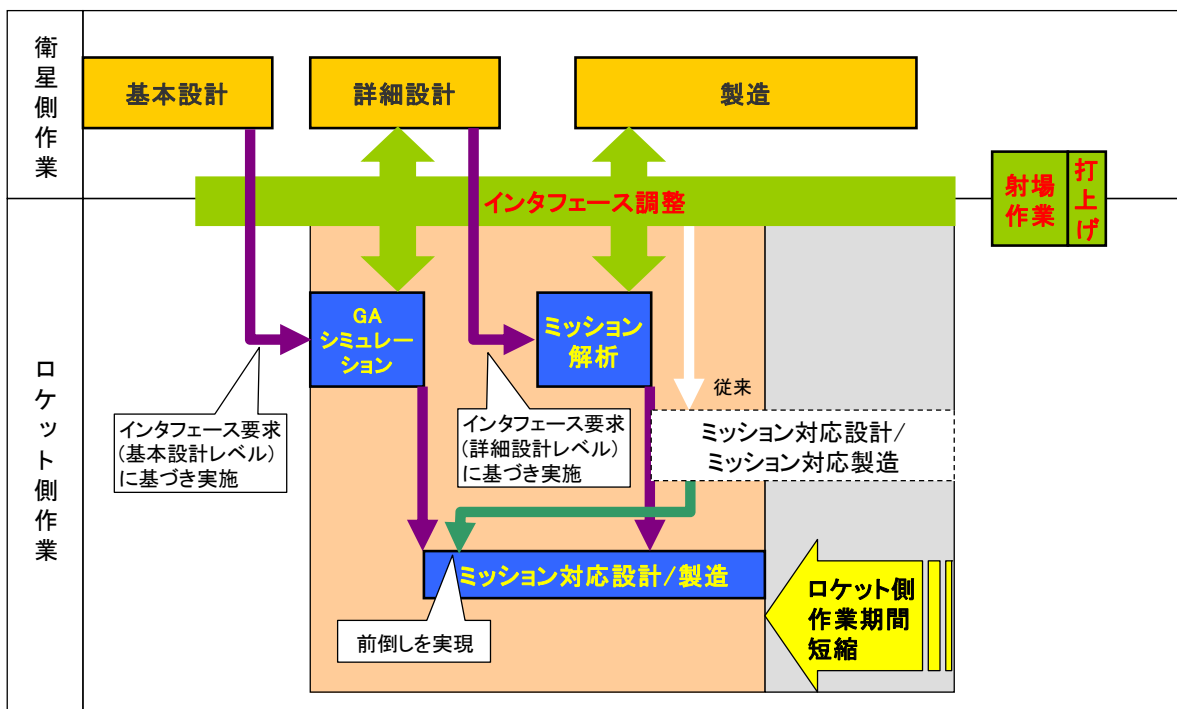 衛星側作業
基本設計
詳細設計
製造
インタフェース調整
射場
作業
打上げ
ロケット側作業
GA
シミュレー
ション
ミッション
解析
従来
インタフェース要求
(基本設計レベル)
に基づき実施
インタフェース要求
(詳細設計レベル)
に基づき実施
ミッション対応設計/
ミッション対応製造
ミッション対応設計/製造
ロケット側
作業期間
短縮
前倒しを実現